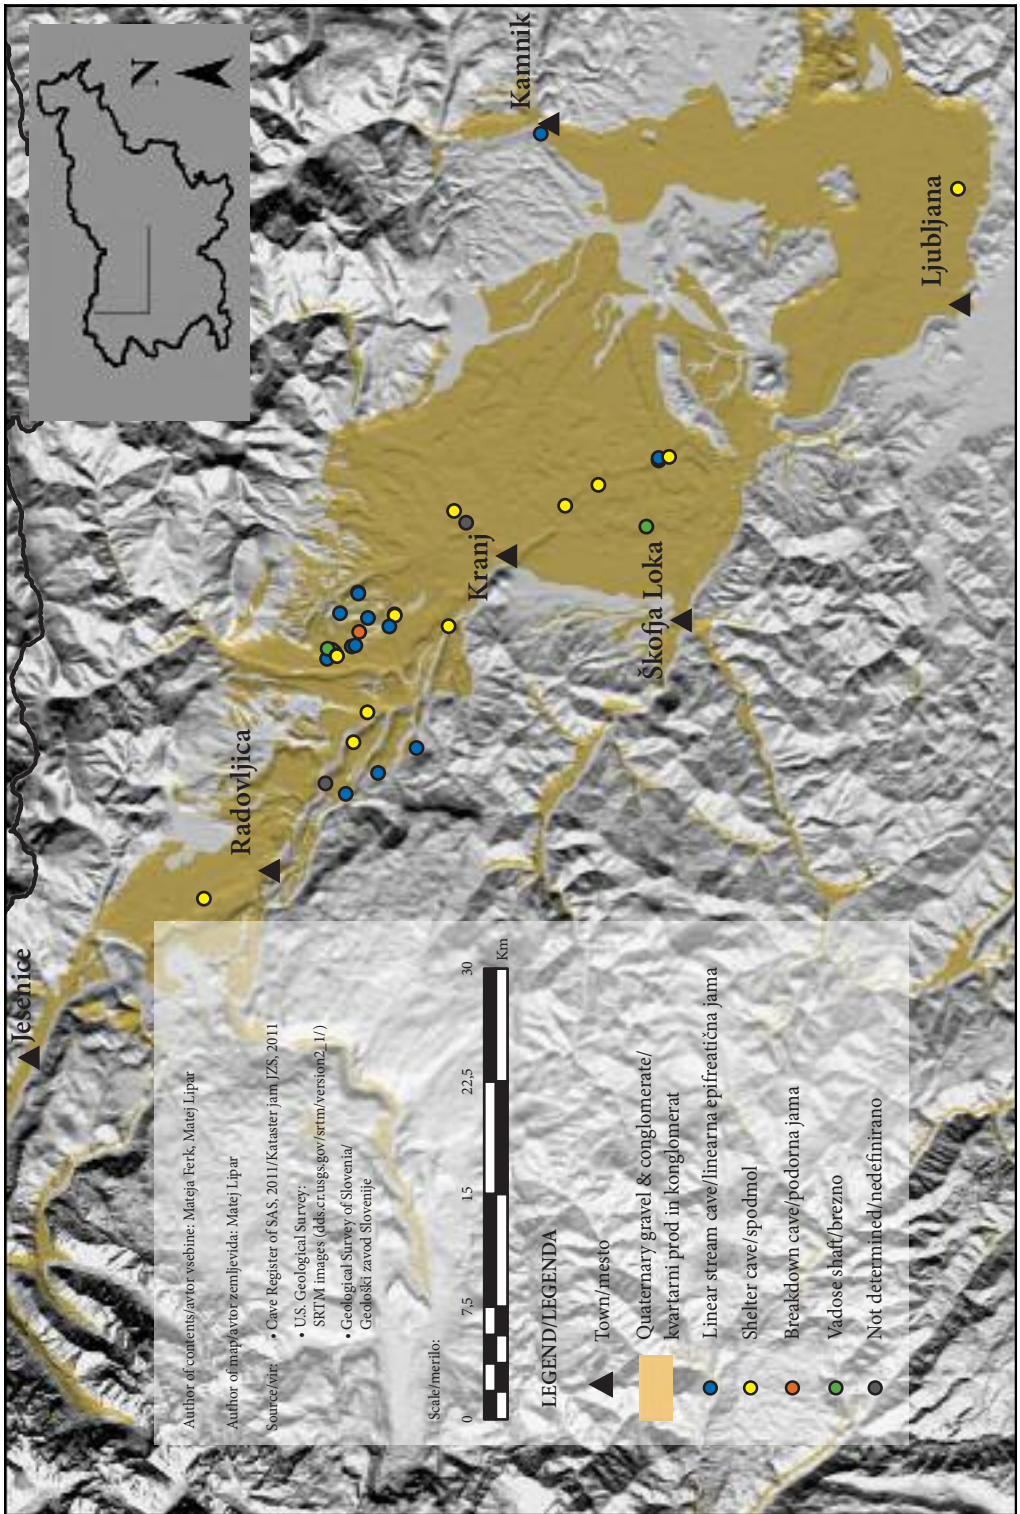 N
Jesenice
Radovljica
Kranj
Škofja Loka
Kamnik
Ljubljana
Author of contents/avtor vsebine: Mateja Ferk, Matej Lipar
Author of map/avtor zemljevida: Matej Lipar
Source/vir: • Cave Register of SAS, 2011/Kataster jam JZS, 2011
• U.S. Geological Survey:
SRTM images (dds.cr.usgs.gov/srtm/version2_1/)
• Geological Survey of Slovenia/
Geološki zavod Slovenije
Scale/merilo:
0 7,5 15 22,5 30
Km
LEGEND/LEGENDA
Town/mesto
Quaternary gravel & conglomerate/
kvartarni prod in konglomerat
Linear stream cave/linearna epifreatična jama
Shelter cave/spodmol
Breakdown cave/podorna jama
Vadose shaft/brezno
Not determined/nedefinirano